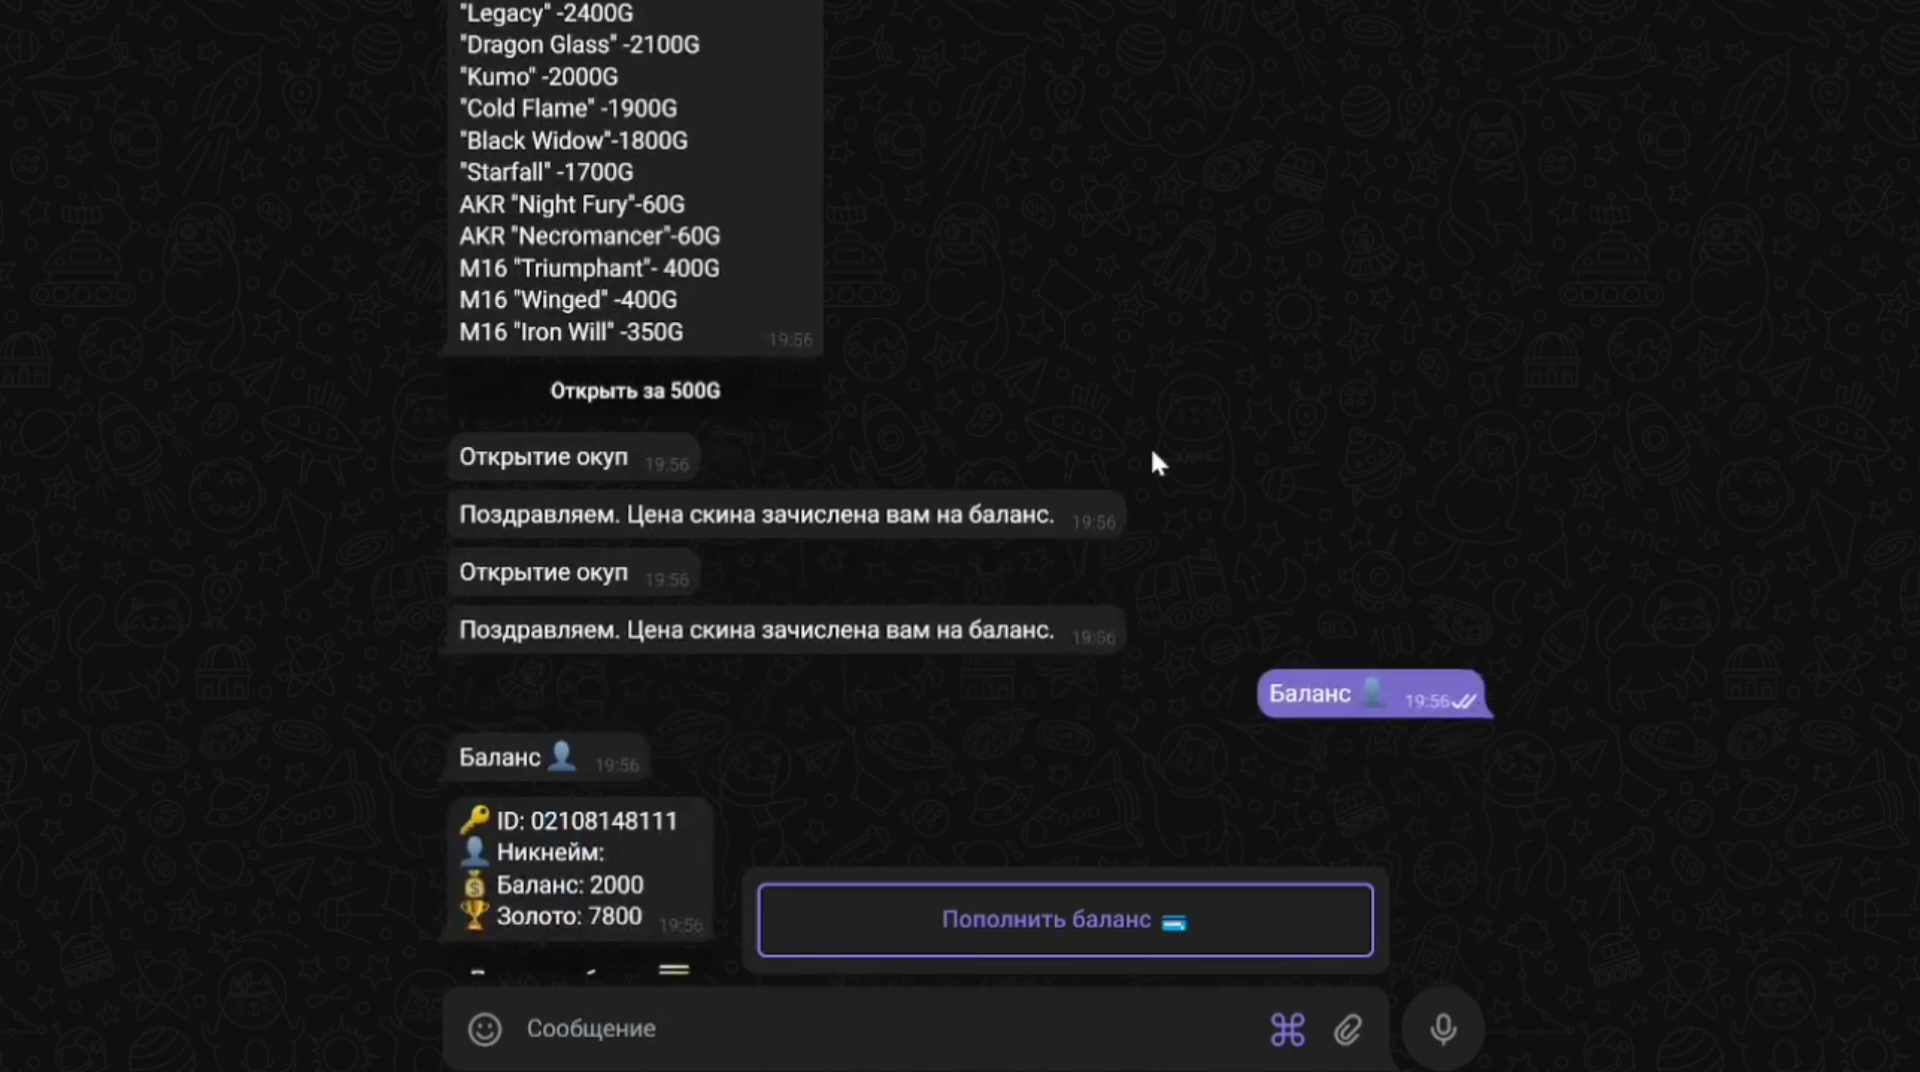 "Legacy" -2400G
"Dragon Glass" -2100G
"Kumo" -2000G
"Cold Flame" -1900G
"Black Widow"-1800G
"Starfall" -1700G
AKR "Night Fury"-60G
AKR "Necromancer"-60G
M16 "Triumphant"- 400G
M16 "Winged" -400G
M16 "Iron Will" -350G
19:56
Открыть за 500G
Открытие окуп 19:56
Поздравляем. Цена скина зачислена вам на баланс. 19:56
Открытие окуп 19:56
Поздравляем. Цена скина зачислена вам на баланс. 19:56
Баланс 👤 19:56
Баланс 👤 19:56
🔑 ID: 02108148111
👤 Никнейм:
💰 Баланс: 2000
🏆 Золото: 7800 19:56
Пополнить баланс 💳
Сообщение